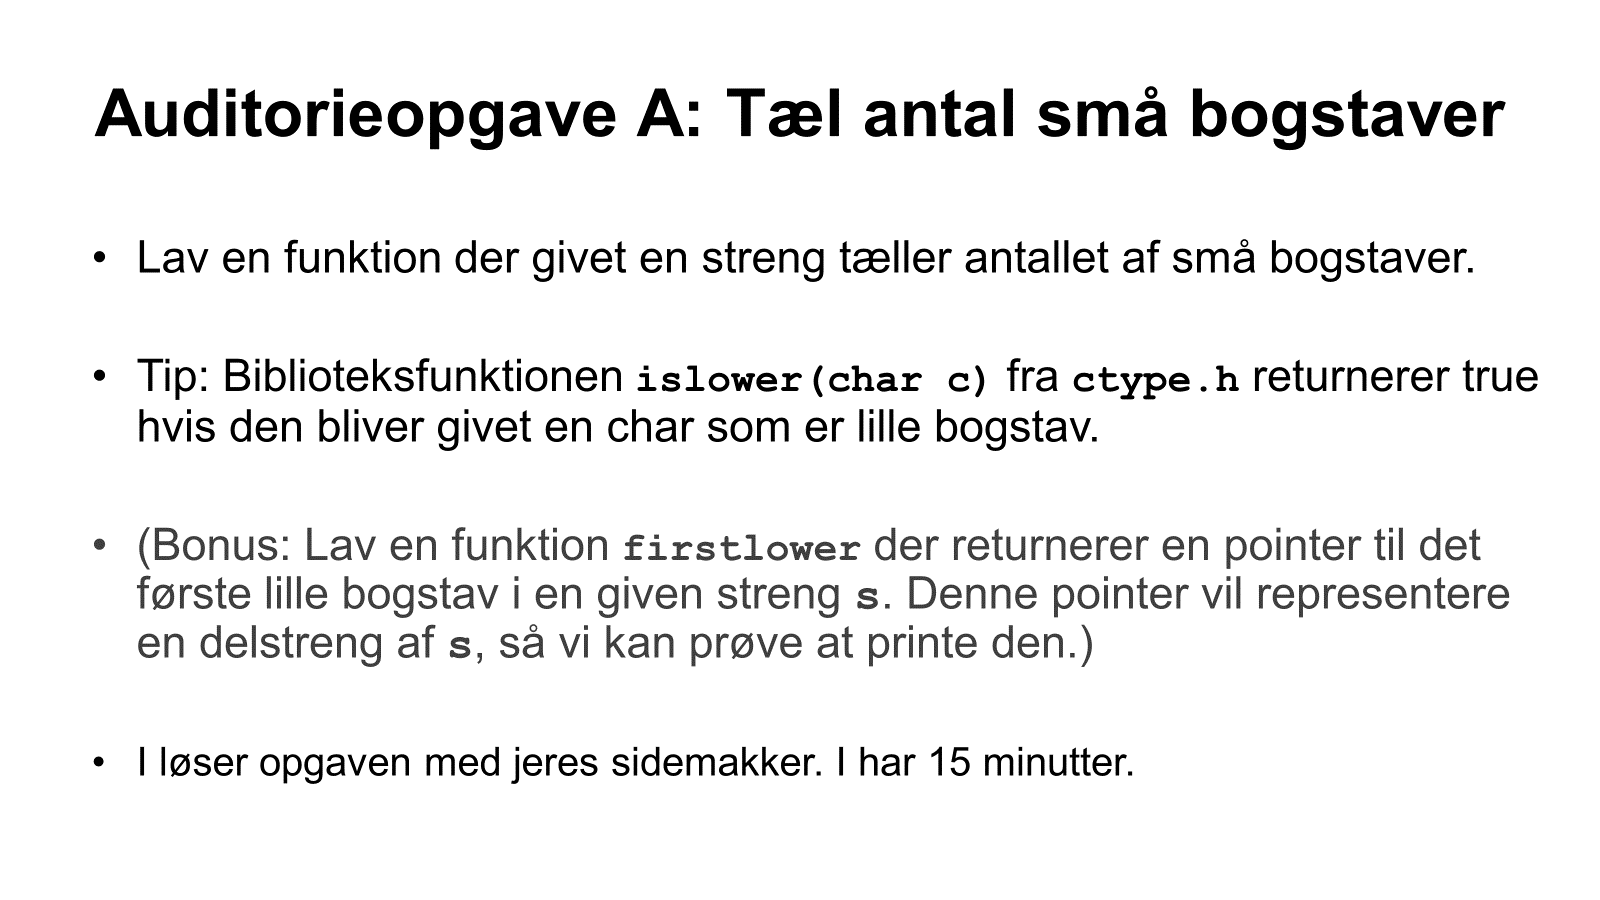 Auditorieopgave A: Tæl antal små bogstaver
• Lav en funktion der givet en streng tæller antallet af små bogstaver.
• Tip: Biblioteksfunktionen islower(char c) fra ctype.h returnerer true
hvis den bliver givet en char som er lille bogstav.
• (Bonus: Lav en funktion firstlower der returnerer en pointer til det
første lille bogstav i en given streng s. Denne pointer vil representere
en delstreng af s, så vi kan prøve at printe den.)
• I løser opgaven med jeres sidemakker. I har 15 minutter.